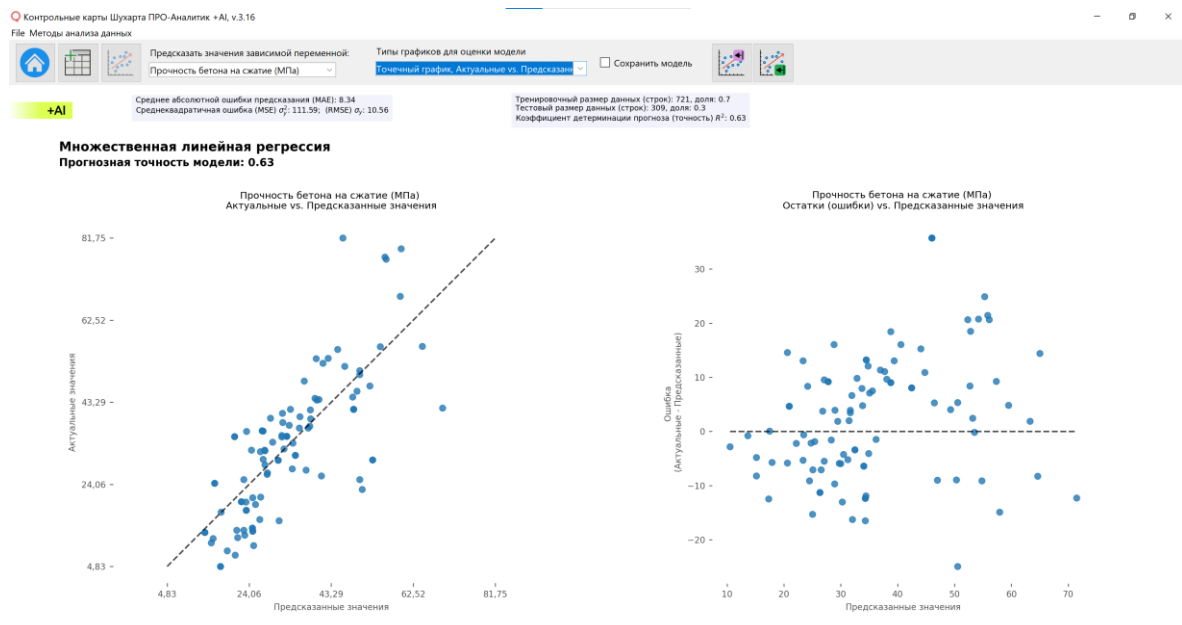 Контрольные карты Шухарта ПРО-Аналитик +AI, v.3.16
File Методы анализа данных
Предсказать значения зависимой переменной:
Прочность бетона на сжатие (МПа)
Типы графиков для оценки модели
Точечный график, Актуальные vs. Предсказанн
Сохранить модель
+AI
Среднее абсолютной ошибки предсказания (MAE): 8.34
Среднеквадратичная ошибка (MSE) σ²ᵧ: 111.59; (RMSE) σᵧ: 10.56
Тренировочный размер данных (строк): 721, доля: 0.7
Тестовый размер данных (строк): 309, доля: 0.3
Коэффициент детерминации прогноза (точность) R²: 0.63
Множественная линейная регрессия
Прогнозная точность модели: 0.63
Прочность бетона на сжатие (МПа)
Актуальные vs. Предсказанные значения
81,75
62,52
43,29
24,06
4,83
Актуальные значения
4,83 24,06 43,29 62,52 81,75
Предсказанные значения
Прочность бетона на сжатие (МПа)
Остатки (ошибки) vs. Предсказанные значения
30
20
10
0
−10
−20
Ошибка
(Актуальные - Предсказанные)
10 20 30 40 50 60 70
Предсказанные значения